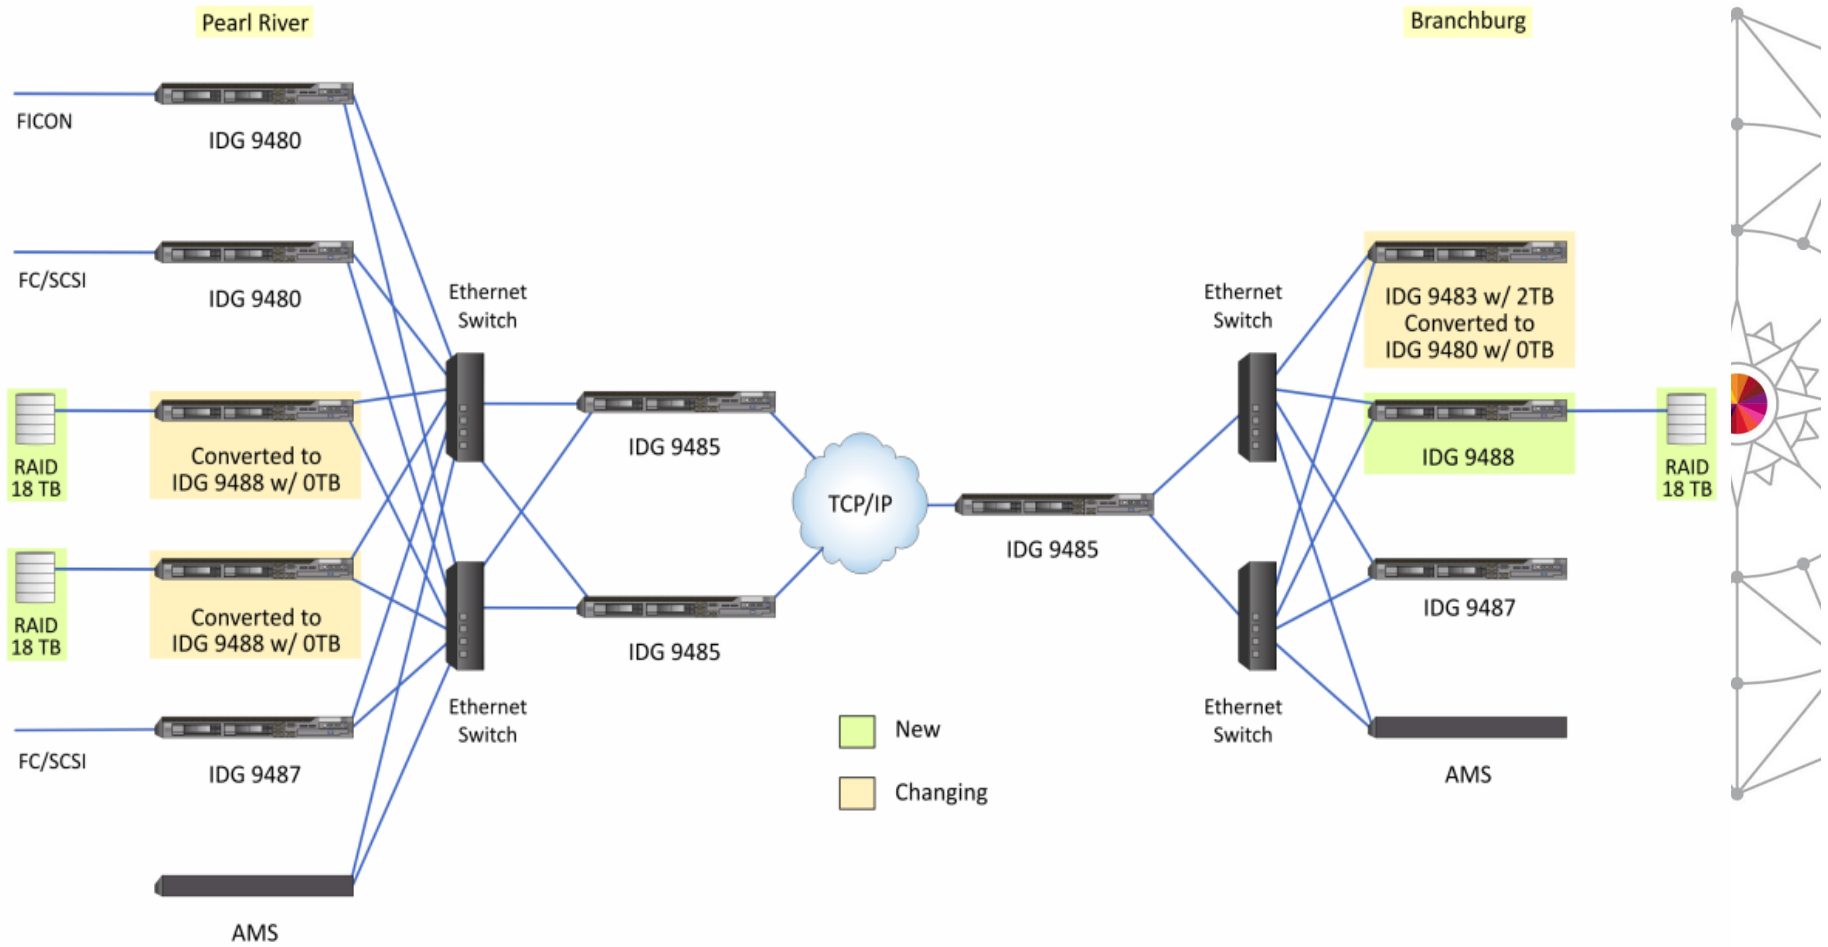 Pearl River
Branchburg
FICON
IDG 9480
FC/SCSI
IDG 9480
Ethernet
Switch
Ethernet
Switch
IDG 9483 w/ 2TB
Converted to
IDG 9480 w/ 0TB
RAID
18 TB
Converted to
IDG 9488 w/ 0TB
IDG 9485
TCP/IP
IDG 9485
IDG 9488
RAID
18 TB
RAID
18 TB
Converted to
IDG 9488 w/ 0TB
IDG 9485
IDG 9487
Ethernet
Switch
Ethernet
Switch
FC/SCSI
IDG 9487
New
Changing
AMS
AMS